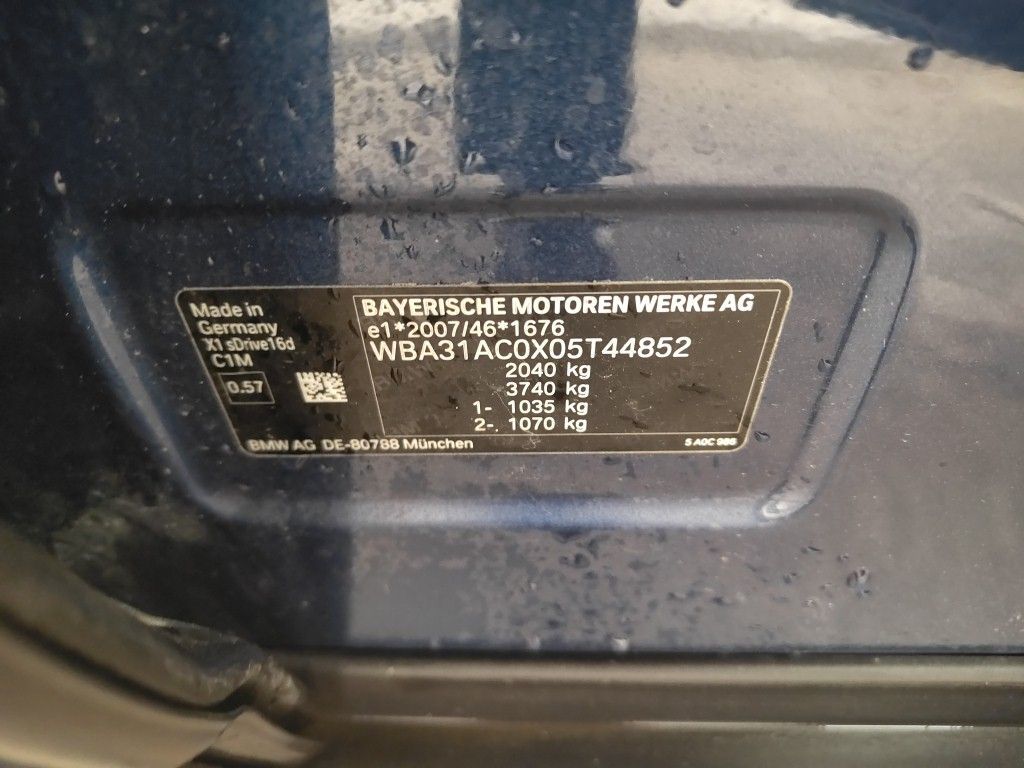 Made in
Germany
X1 sDrive16d
C1M
0.57
BAYERISCHE MOTOREN WERKE AG
e1*2007/46*1676
WBA31AC0X05T44852
2040 kg
3740 kg
1- 1035 kg
2- 1070 kg
BMW AG DE-80788 München
5 A0C 986